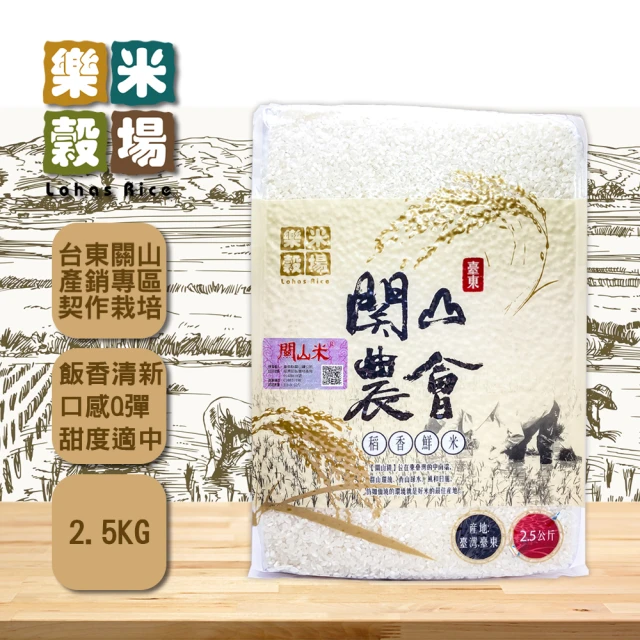 樂米
穀場
Lohas Rice
台東關山
產銷專區
契作栽培
飯香清新
口感Q彈
甜度適中
2.5KG
樂米
穀場
Lohas Rice
臺東
関山
農會
關山米
稻香鮮米
產地:
臺灣.臺東
2.5公斤